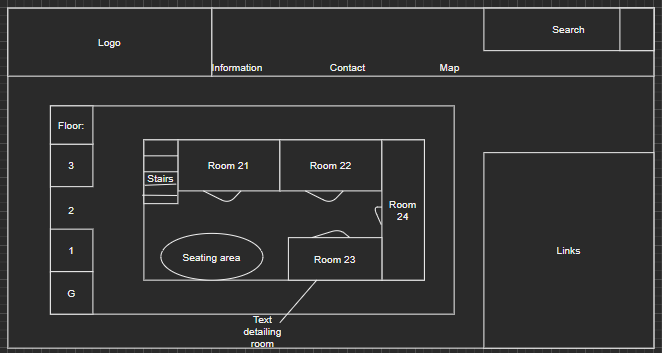 Logo
Search
Information
Contact
Map
Floor:
3
2
1
G
Stairs
Room 21
Room 22
Room
24
Seating area
Room 23
Text
detailing
room
Links